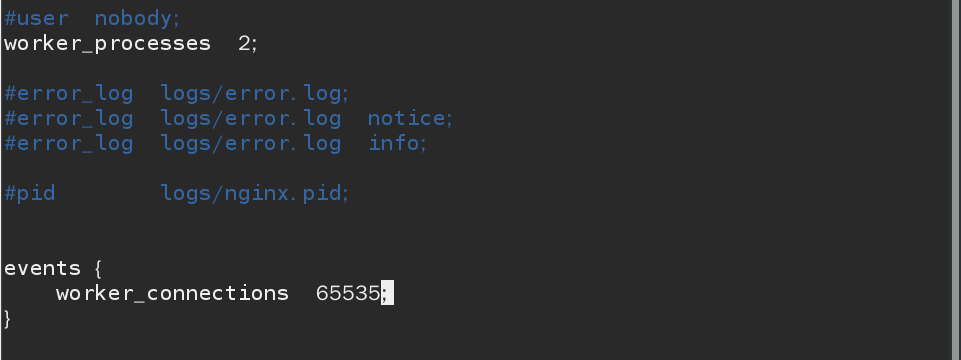 #user  nobody;
worker_processes  2;
#error_log  logs/error.log;
#error_log  logs/error.log  notice;
#error_log  logs/error.log  info;
#pid        logs/nginx.pid;
events {
    worker_connections  65535;
}